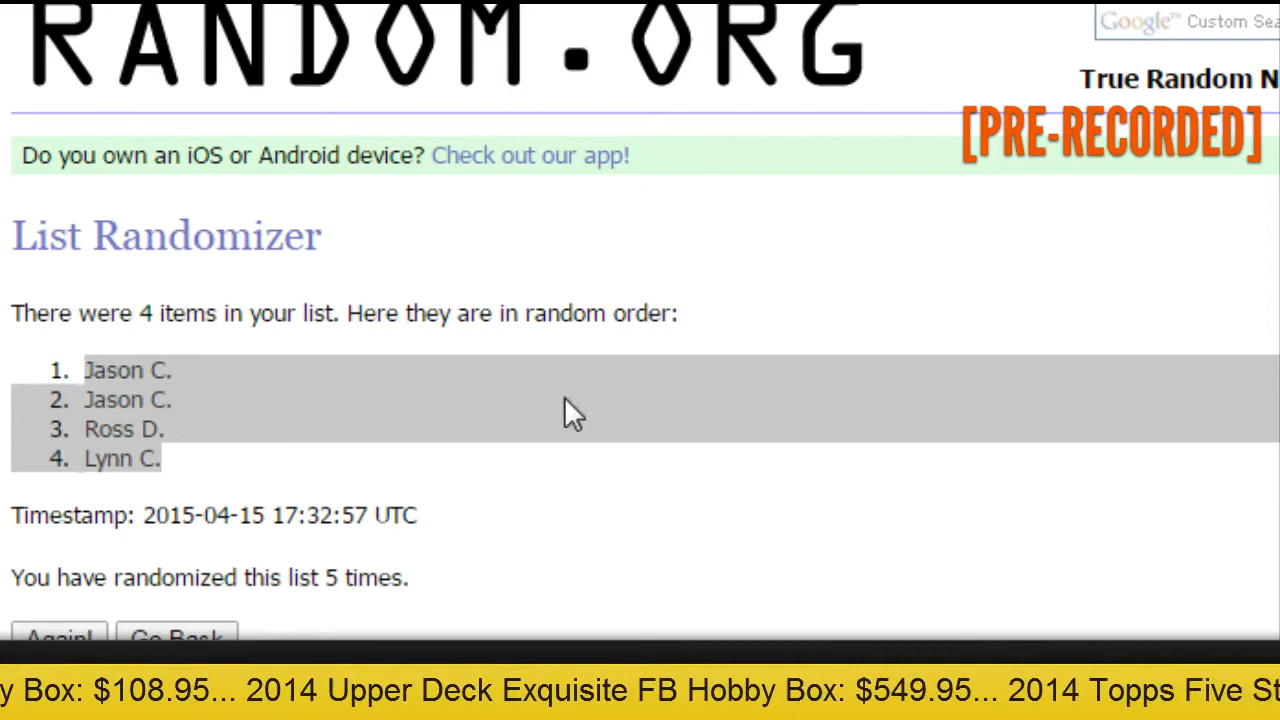 RANDOM.ORG
Google™ Custom Sea
True Random N
[PRE-RECORDED]
Do you own an iOS or Android device? Check out our app!
List Randomizer
There were 4 items in your list. Here they are in random order:
1. Jason C.
2. Jason C.
3. Ross D.
4. Lynn C.
Timestamp: 2015-04-15 17:32:57 UTC
You have randomized this list 5 times.
Again! Go Back
y Box: $108.95... 2014 Upper Deck Exquisite FB Hobby Box: $549.95... 2014 Topps Five St